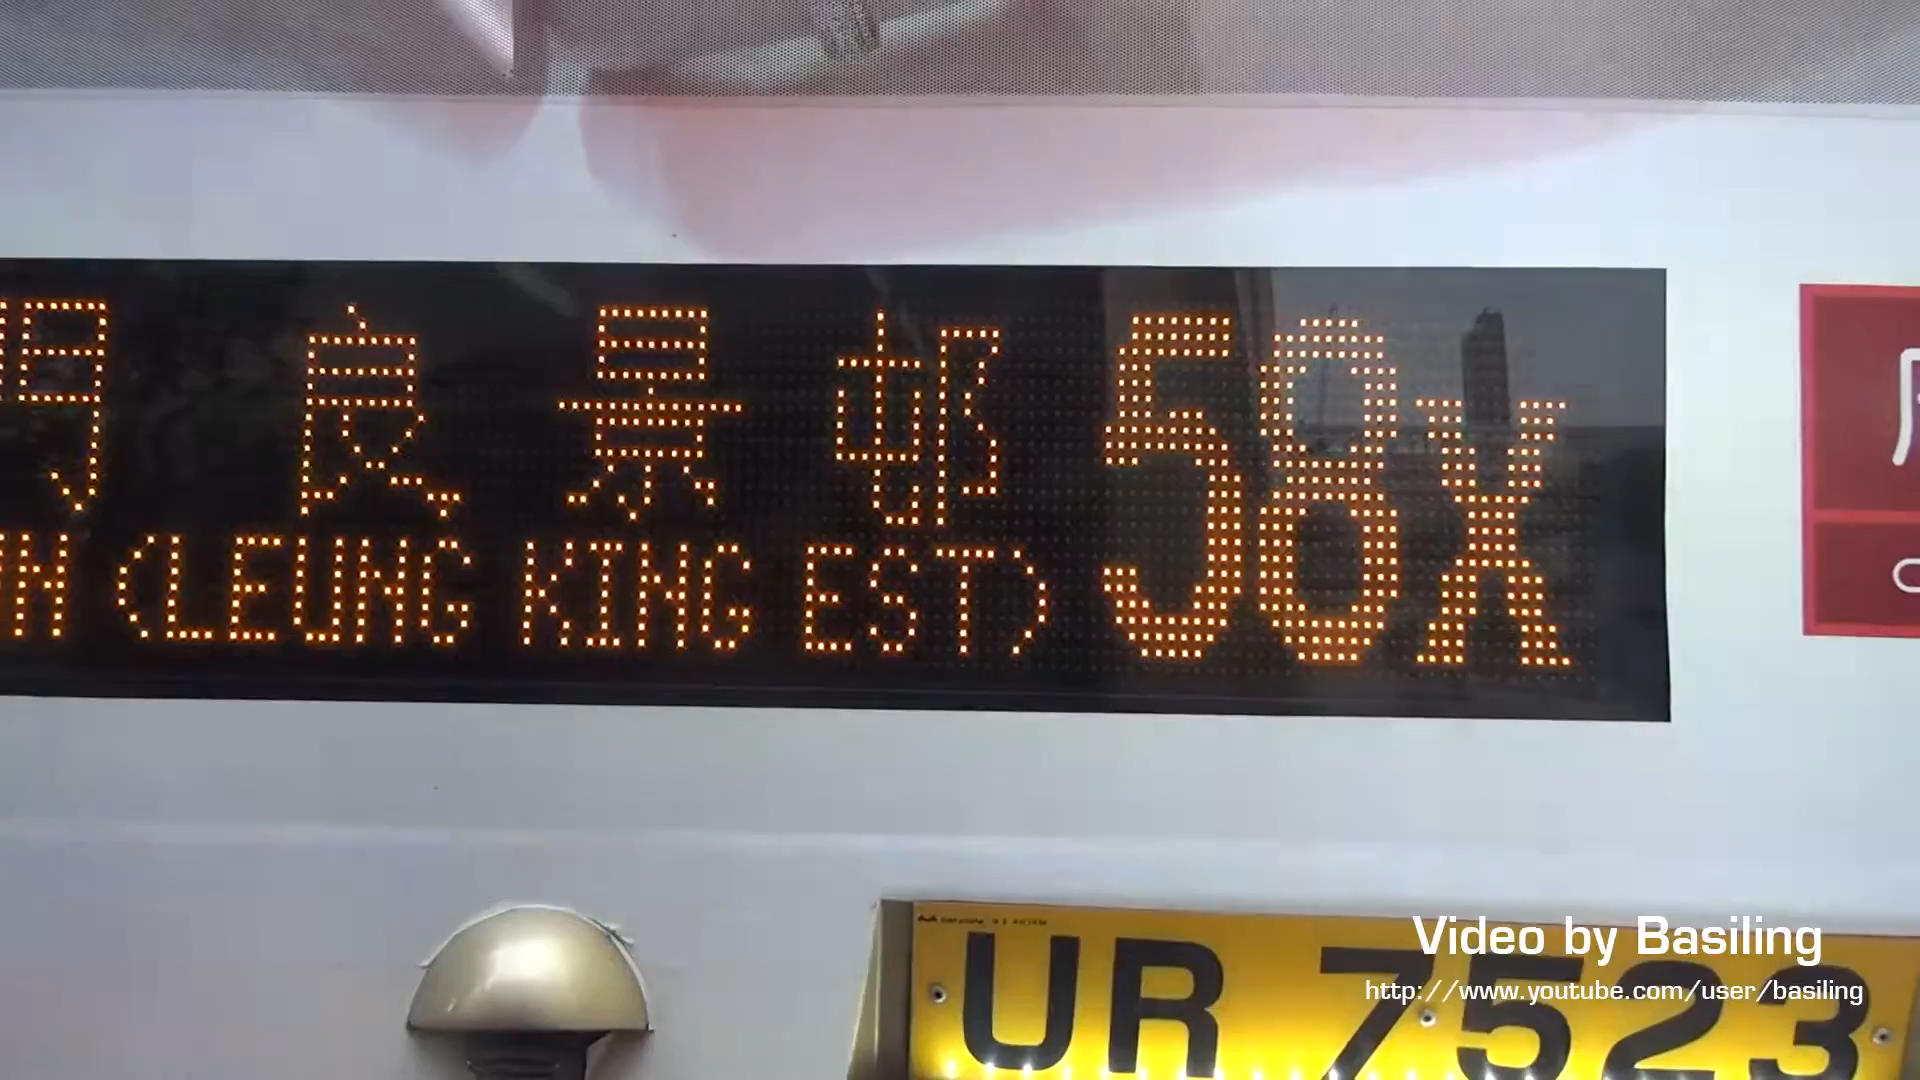 良景邨 58X
(LEUNG KING EST)
UR 7523
Video by Basiling
http://www.youtube.com/user/basiling